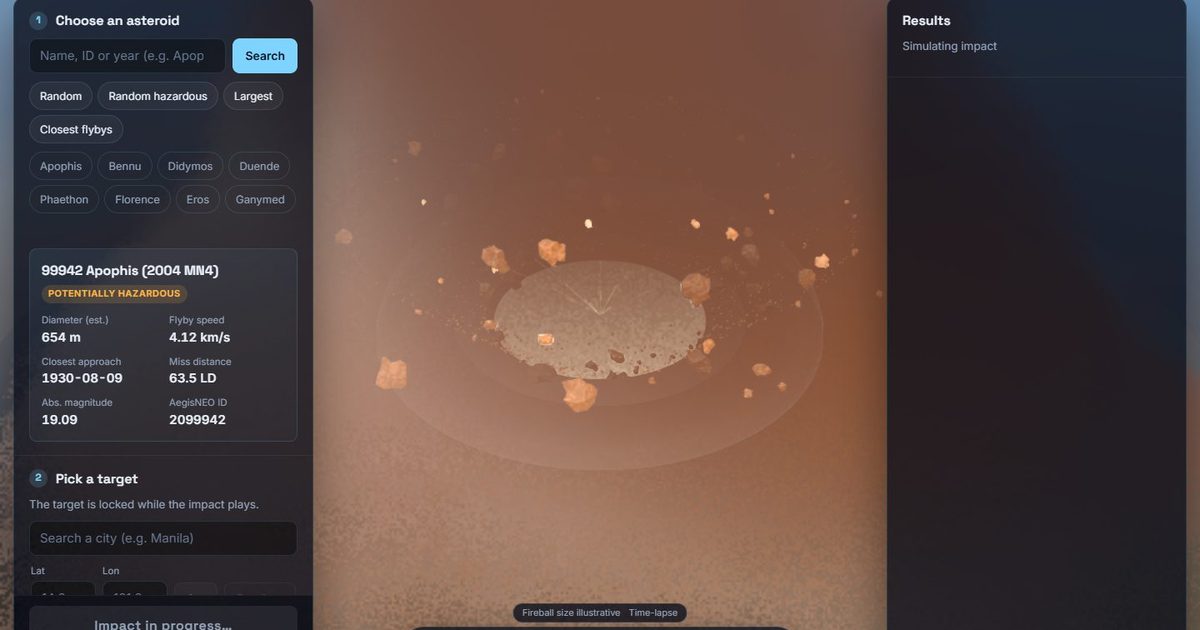 1 Choose an asteroid
Name, ID or year (e.g. Apop
Search
Random
Random hazardous
Largest
Closest flybys
Apophis
Bennu
Didymos
Duende
Phaethon
Florence
Eros
Ganymed
99942 Apophis (2004 MN4)
POTENTIALLY HAZARDOUS
Diameter (est.)
Flyby speed
654 m
4.12 km/s
Closest approach
Miss distance
1930-08-09
63.5 LD
Abs. magnitude
AegisNEO ID
19.09
2099942
2 Pick a target
The target is locked while the impact plays.
Search a city (e.g. Manila)
Lat
Lon
Impact in progress...
Fireball size illustrative
Time-lapse
Results
Simulating impact